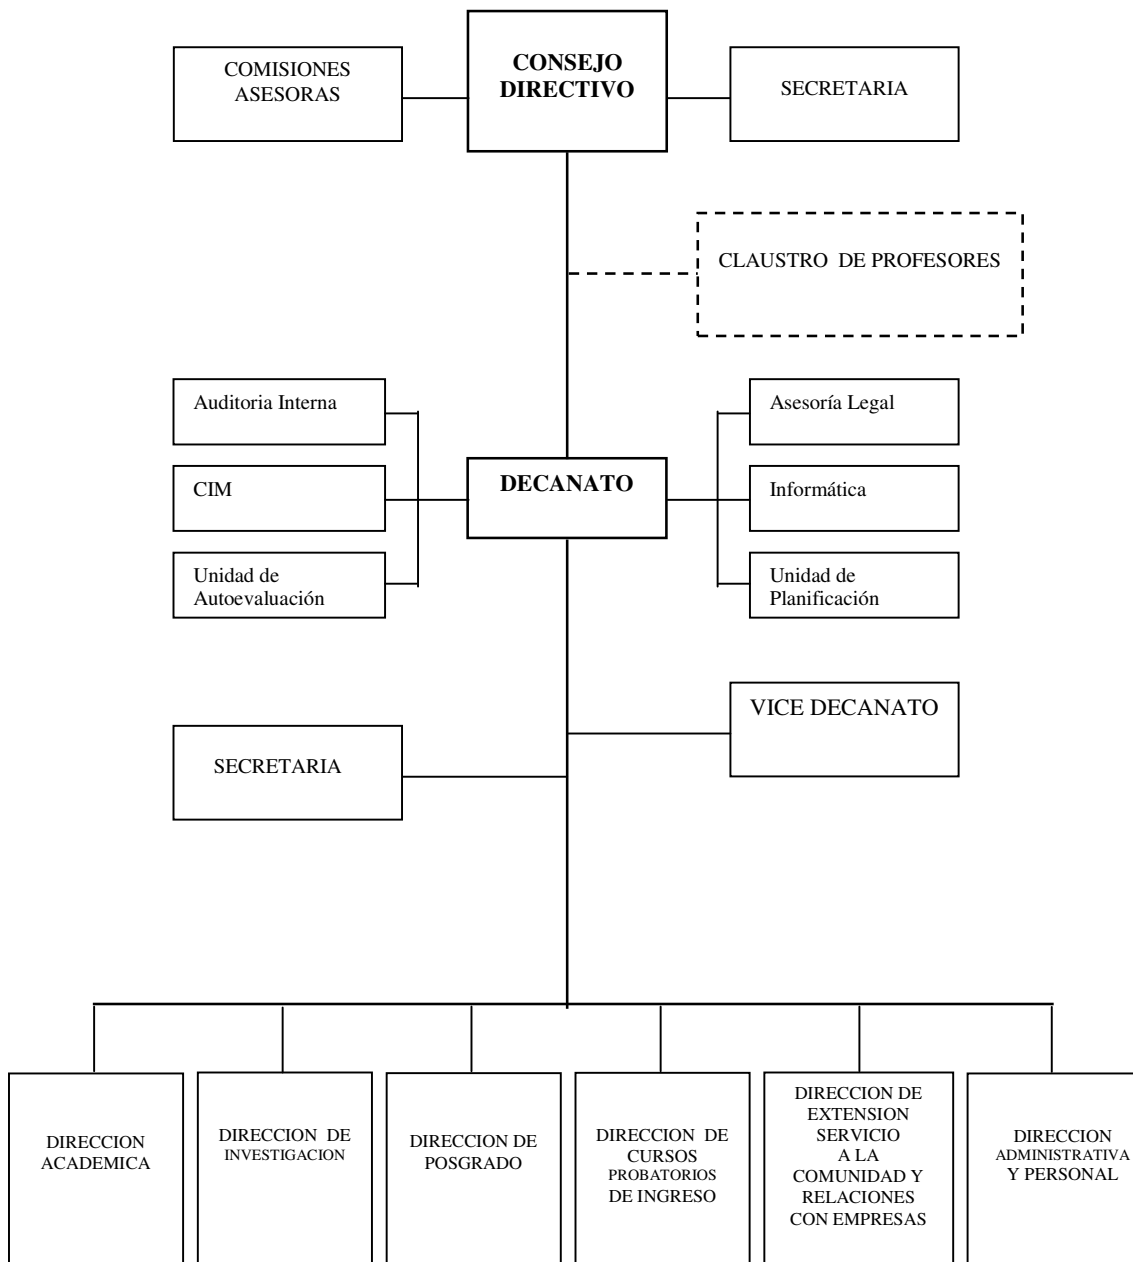 COMISIONES
ASESORAS
CONSEJO
DIRECTIVO
SECRETARIA
CLAUSTRO DE PROFESORES
Auditoria Interna
Asesoría Legal
CIM
DECANATO
Informática
Unidad de
Autoevaluación
Unidad de
Planificación
VICE DECANATO
SECRETARIA
DIRECCION
ACADEMICA
DIRECCION DE
INVESTIGACION
DIRECCION DE
POSGRADO
DIRECCION DE
CURSOS
PROBATORIOS
DE INGRESO
DIRECCION DE
EXTENSION
SERVICIO
A LA
COMUNIDAD Y
RELACIONES
CON EMPRESAS
DIRECCION
ADMINISTRATIVA
Y PERSONAL